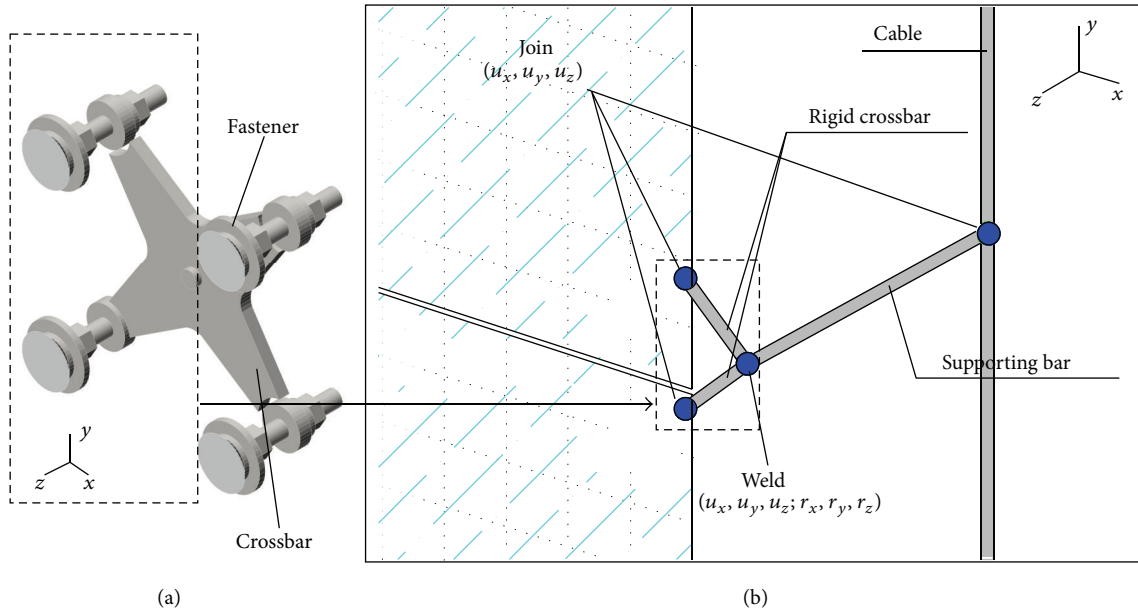 Fastener
y
z
x
Crossbar
(a)
Join
(u_x, u_y, u_z)
Cable
y
z
x
Rigid crossbar
Supporting bar
Weld
(u_x, u_y, u_z; r_x, r_y, r_z)
(b)